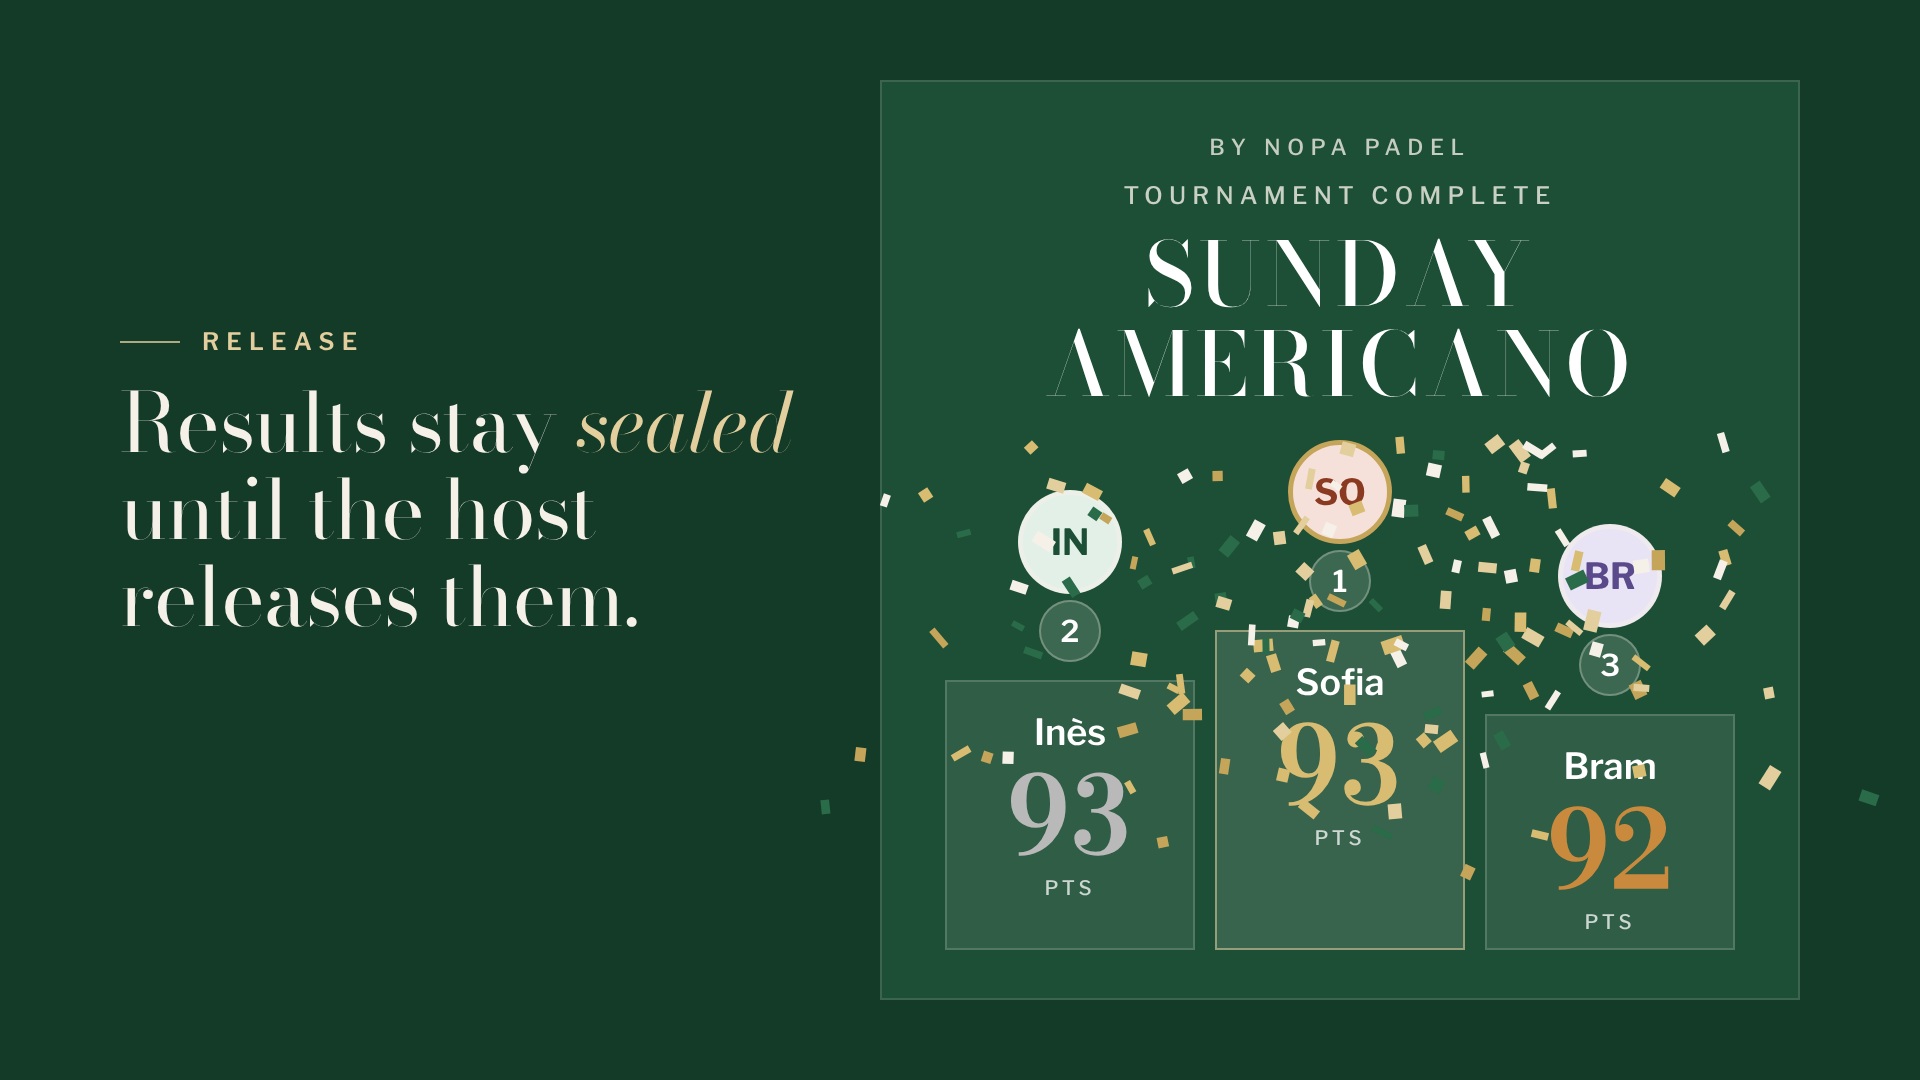 RELEASE
Results stay sealed
until the host
releases them.
BY NOPA PADEL
TOURNAMENT COMPLETE
SUNDAY
AMERICANO
IN
2
Inès
93
PTS
SO
1
Sofia
93
PTS
BR
3
Bram
92
PTS